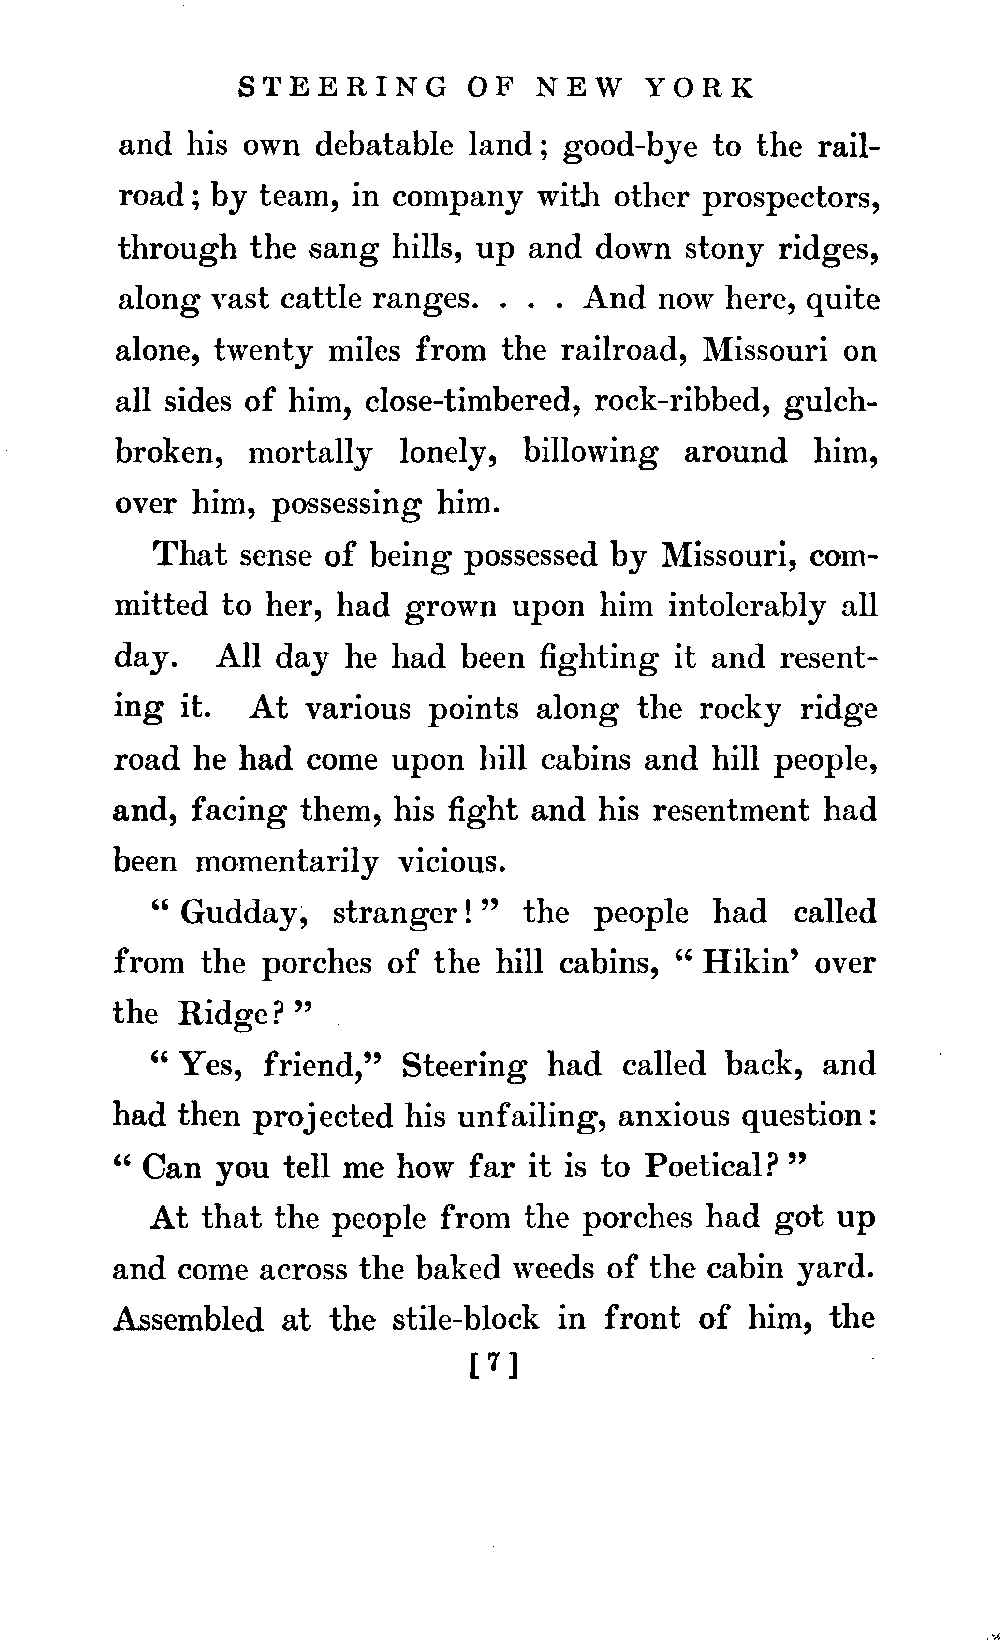 STEERING OF NEW YORK
and his own debatable land; good-bye to the rail-
road; by team, in company with other prospectors,
through the sang hills, up and down stony ridges,
along vast cattle ranges. . . . And now here, quite
alone, twenty miles from the railroad, Missouri on
all sides of him, close-timbered, rock-ribbed, gulch-
broken, mortally lonely, billowing around him,
over him, possessing him.
That sense of being possessed by Missouri, com-
mitted to her, had grown upon him intolerably all
day. All day he had been fighting it and resent-
ing it. At various points along the rocky ridge
road he had come upon hill cabins and hill people,
and, facing them, his fight and his resentment had
been momentarily vicious.
“ Gudday, stranger! ” the people had called
from the porches of the hill cabins, “ Hikin’ over
the Ridge? ”
“ Yes, friend,” Steering had called back, and
had then projected his unfailing, anxious question:
“ Can you tell me how far it is to Poetical? ”
At that the people from the porches had got up
and come across the baked weeds of the cabin yard.
Assembled at the stile-block in front of him, the
[7]